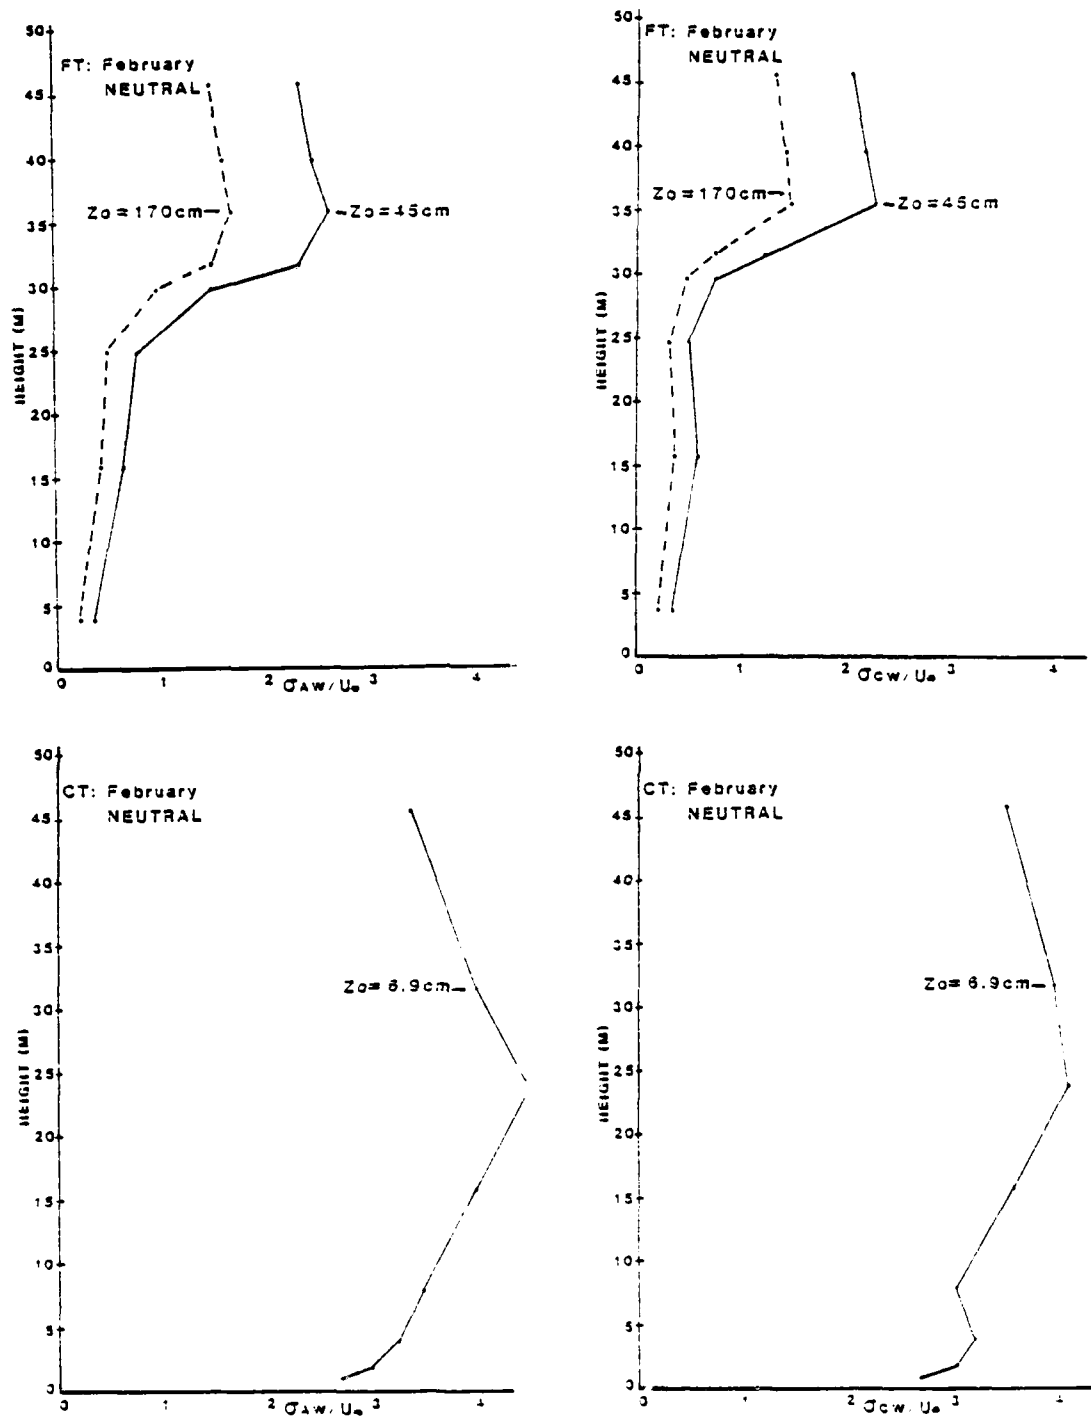 50
45
40
35
30
25
20
15
10
5
0
HEIGHT (M)
FT: February
NEUTRAL
Zo=170cm
Zo=45cm
0 1 2 3 4
σAW/U*
50
45
40
35
30
25
20
15
10
5
0
HEIGHT (M)
FT: February
NEUTRAL
Zo=170cm
Zo=45cm
0 1 2 3 4
σCW/U*
50
45
40
35
30
25
20
15
10
5
0
HEIGHT (M)
CT: February
NEUTRAL
Zo=6.9cm
0 1 2 3 4
σAW/U*
50
45
40
35
30
25
20
15
10
5
0
HEIGHT (M)
CT: February
NEUTRAL
Zo=6.9cm
0 1 2 3 4
σCW/U*